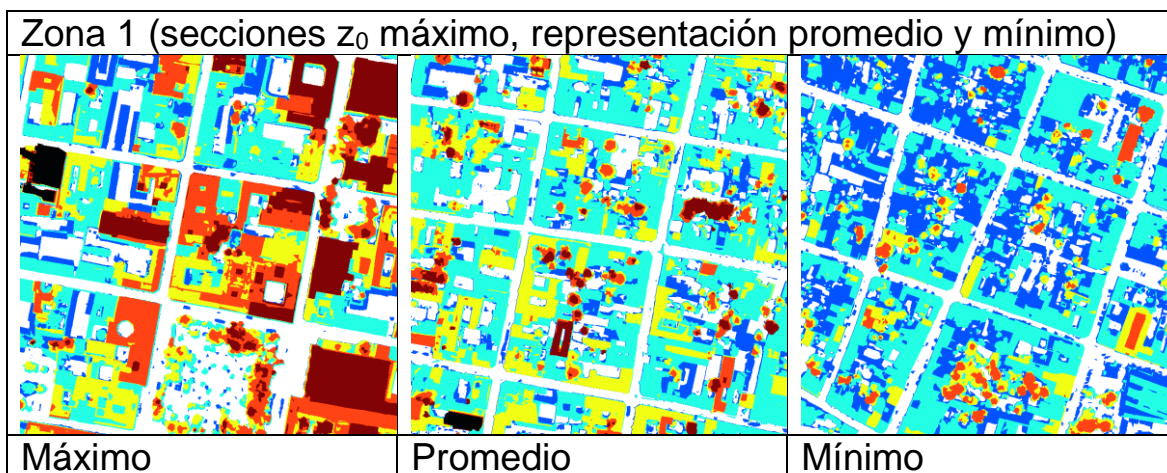 Zona 1 (secciones z₀ máximo, representación promedio y mínimo)
Máximo
Promedio
Mínimo